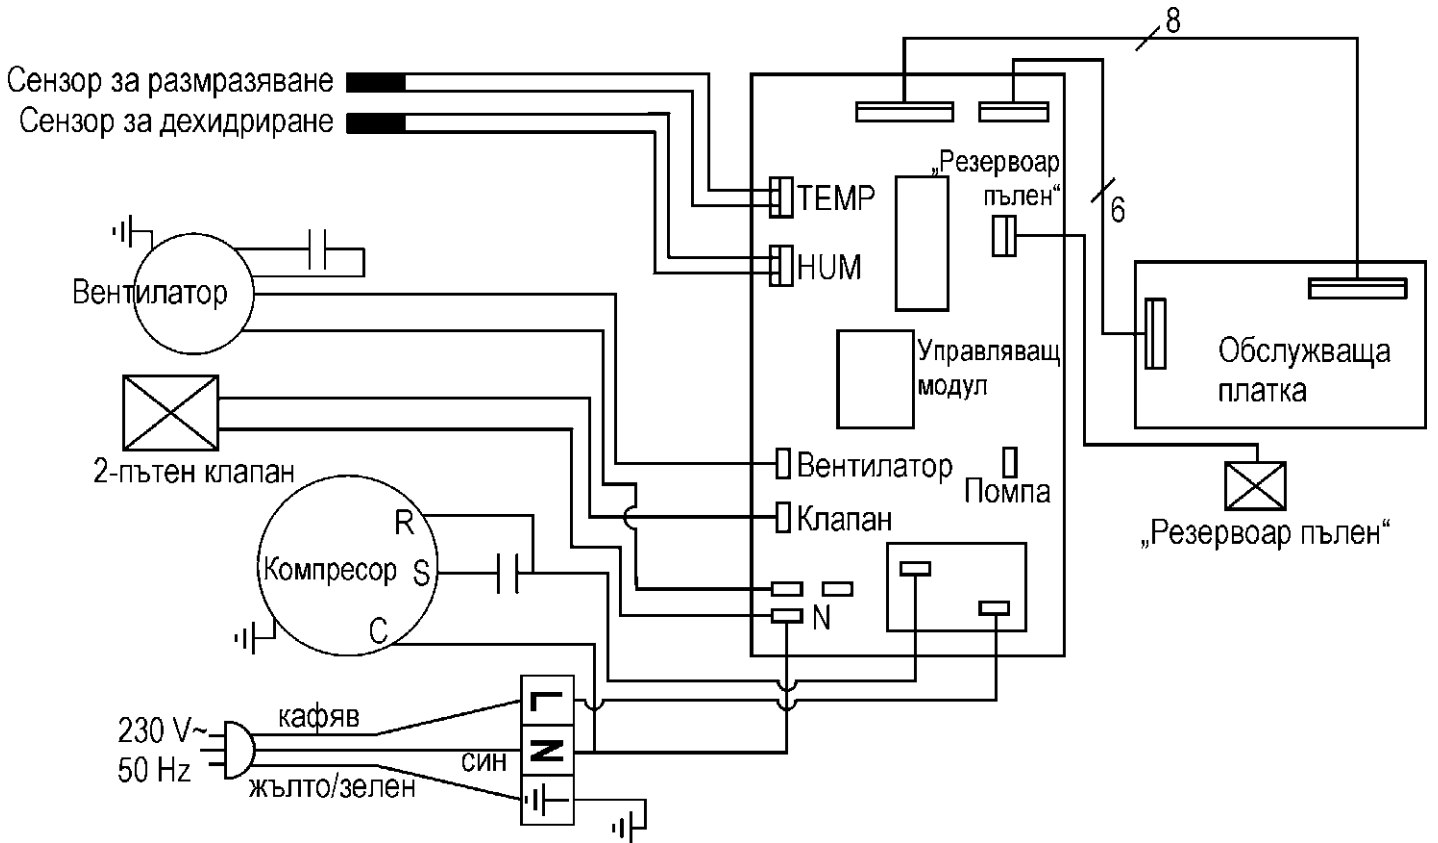 8
Сензор за размразяване
Сензор за дехидриране
„Резервоар
пълен“
TEMP
6
HUM
Вентилатор
Управляващ
модул
Обслужваща
платка
2-пътен клапан
Вентилатор
Помпа
Клапан
„Резервоар пълен“
R
Компресор
S
C
N
L
кафяв
230 V~
N
син
50 Hz
жълто/зелен